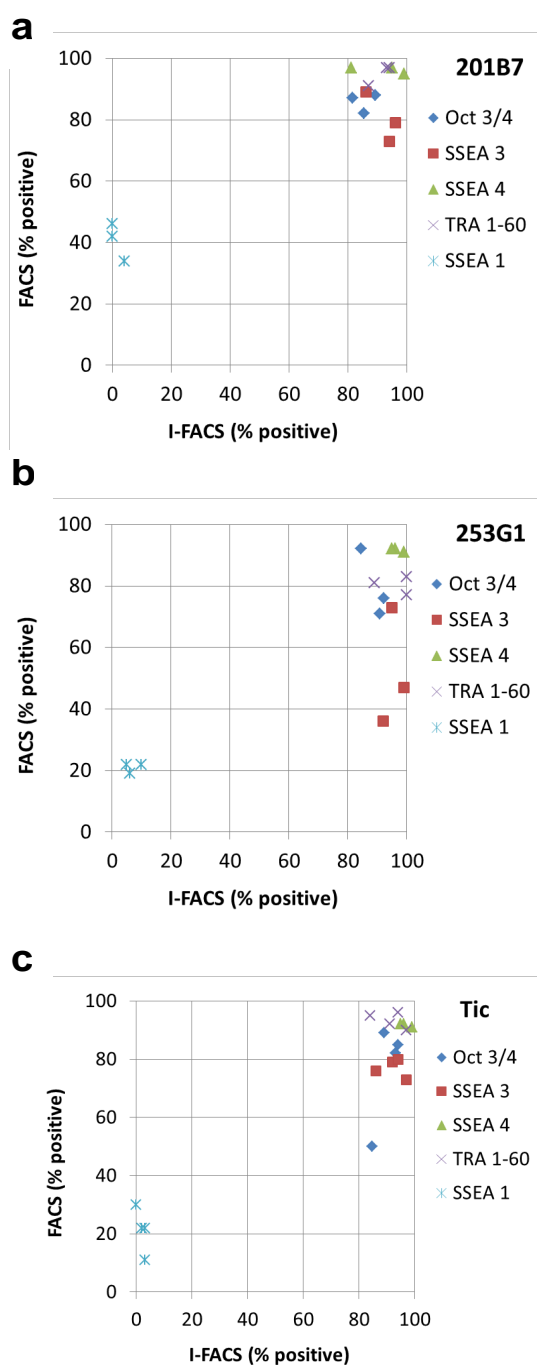 a
201B7
100
80
60
40
20
0
FACS (% positive)
0 20 40 60 80 100
I-FACS (% positive)
Oct 3/4
SSEA 3
SSEA 4
TRA 1-60
SSEA 1
b
253G1
100
80
60
40
20
0
FACS (% positive)
0 20 40 60 80 100
I-FACS (% positive)
Oct 3/4
SSEA 3
SSEA 4
TRA 1-60
SSEA 1
c
Tic
100
80
60
40
20
0
FACS (% positive)
0 20 40 60 80 100
I-FACS (% positive)
Oct 3/4
SSEA 3
SSEA 4
TRA 1-60
SSEA 1